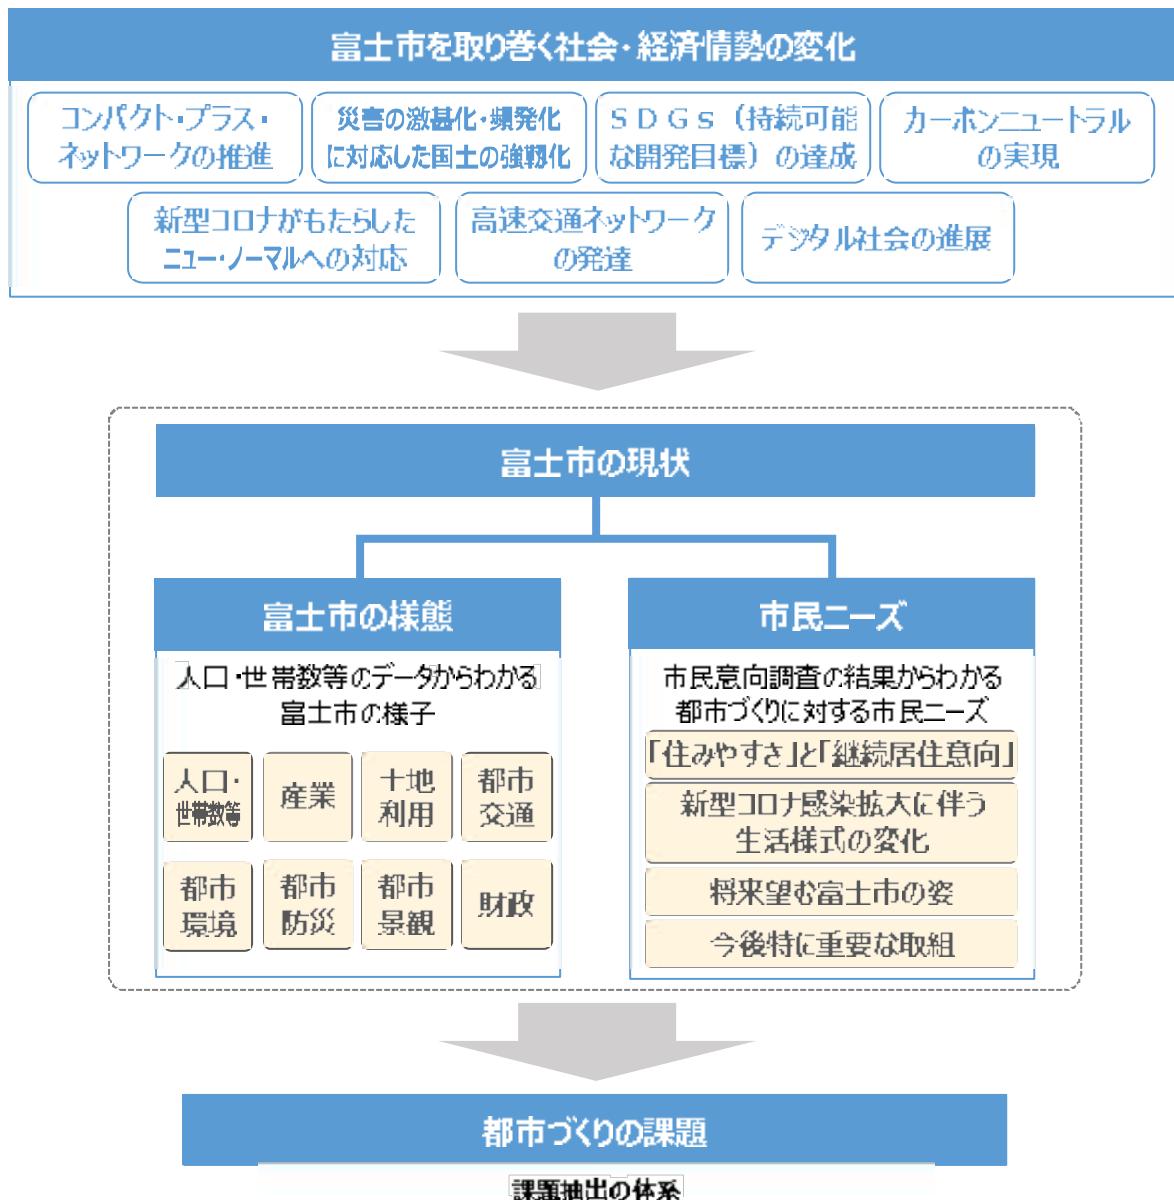 富士市を取り巻く社会・経済情勢の変化
コンパクト・プラス・
ネットワークの推進
災害の激甚化・頻発化
に対応した国土の強靱化
ＳＤＧｓ（持続可能
な開発目標）の達成
カーボンニュートラル
の実現
新型コロナがもたらした
ニュー・ノーマルへの対応
高速交通ネットワーク
の発達
デジタル社会の進展
富士市の現状
富士市の様態
人口・世帯数等のデータからわかる
富士市の様子
人口・
世帯数等
産業
土地
利用
都市
交通
都市
環境
都市
防災
都市
景観
財政
市民ニーズ
市民意向調査の結果からわかる
都市づくりに対する市民ニーズ
「住みやすさ」と「継続居住意向」
新型コロナ感染拡大に伴う
生活様式の変化
将来望む富士市の姿
今後特に重要な取組
都市づくりの課題
課題抽出の体系